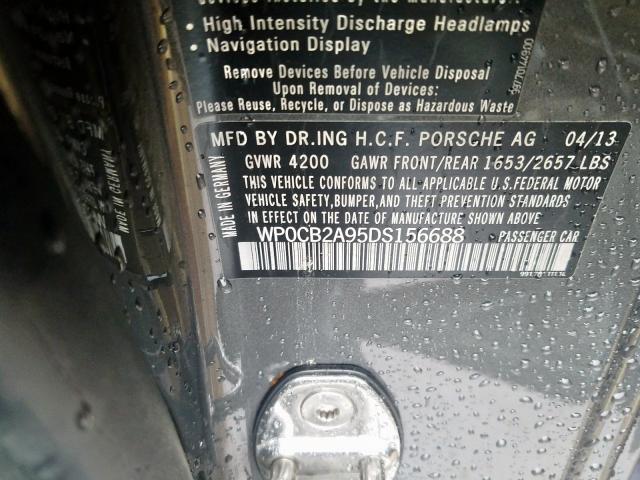 • High Intensity Discharge Headlamps
• Navigation Display
Remove Devices Before Vehicle Disposal
Upon Removal of Devices:
Please Reuse, Recycle, or Dispose as Hazardous Waste
MFD BY DR.ING H.C.F. PORSCHE AG 04/13
GVWR 4200 GAWR FRONT/REAR 1653/2657 LBS
THIS VEHICLE CONFORMS TO ALL APPLICABLE U.S.FEDERAL MOTOR
VEHICLE SAFETY,BUMPER,AND THEFT PREVENTION STANDARDS
IN EFFECT ON THE DATE OF MANUFACTURE SHOWN ABOVE.
WP0CB2A95DS156688 PASSENGER CAR
MADE IN GERMANY
MADE IN GERMANY